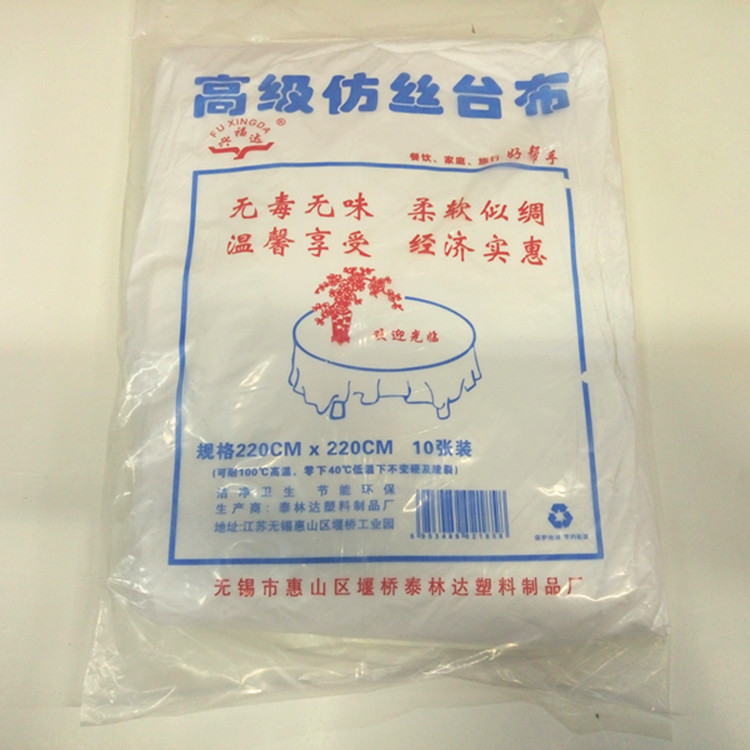 高级仿丝台布
FU XINGDA ®
兴福达
餐饮、家庭、旅行 好帮手
无毒无味 柔软似绸
温馨享受 经济实惠
欢迎光临
规格220CM x 220CM 10张装
(可耐100℃高温、零下40℃低温下不变硬及脆裂)
洁净卫生 节能环保
生产商：泰林达塑料制品厂
地址:江苏无锡惠山区堰桥工业园
无锡市惠山区堰桥泰林达塑料制品厂